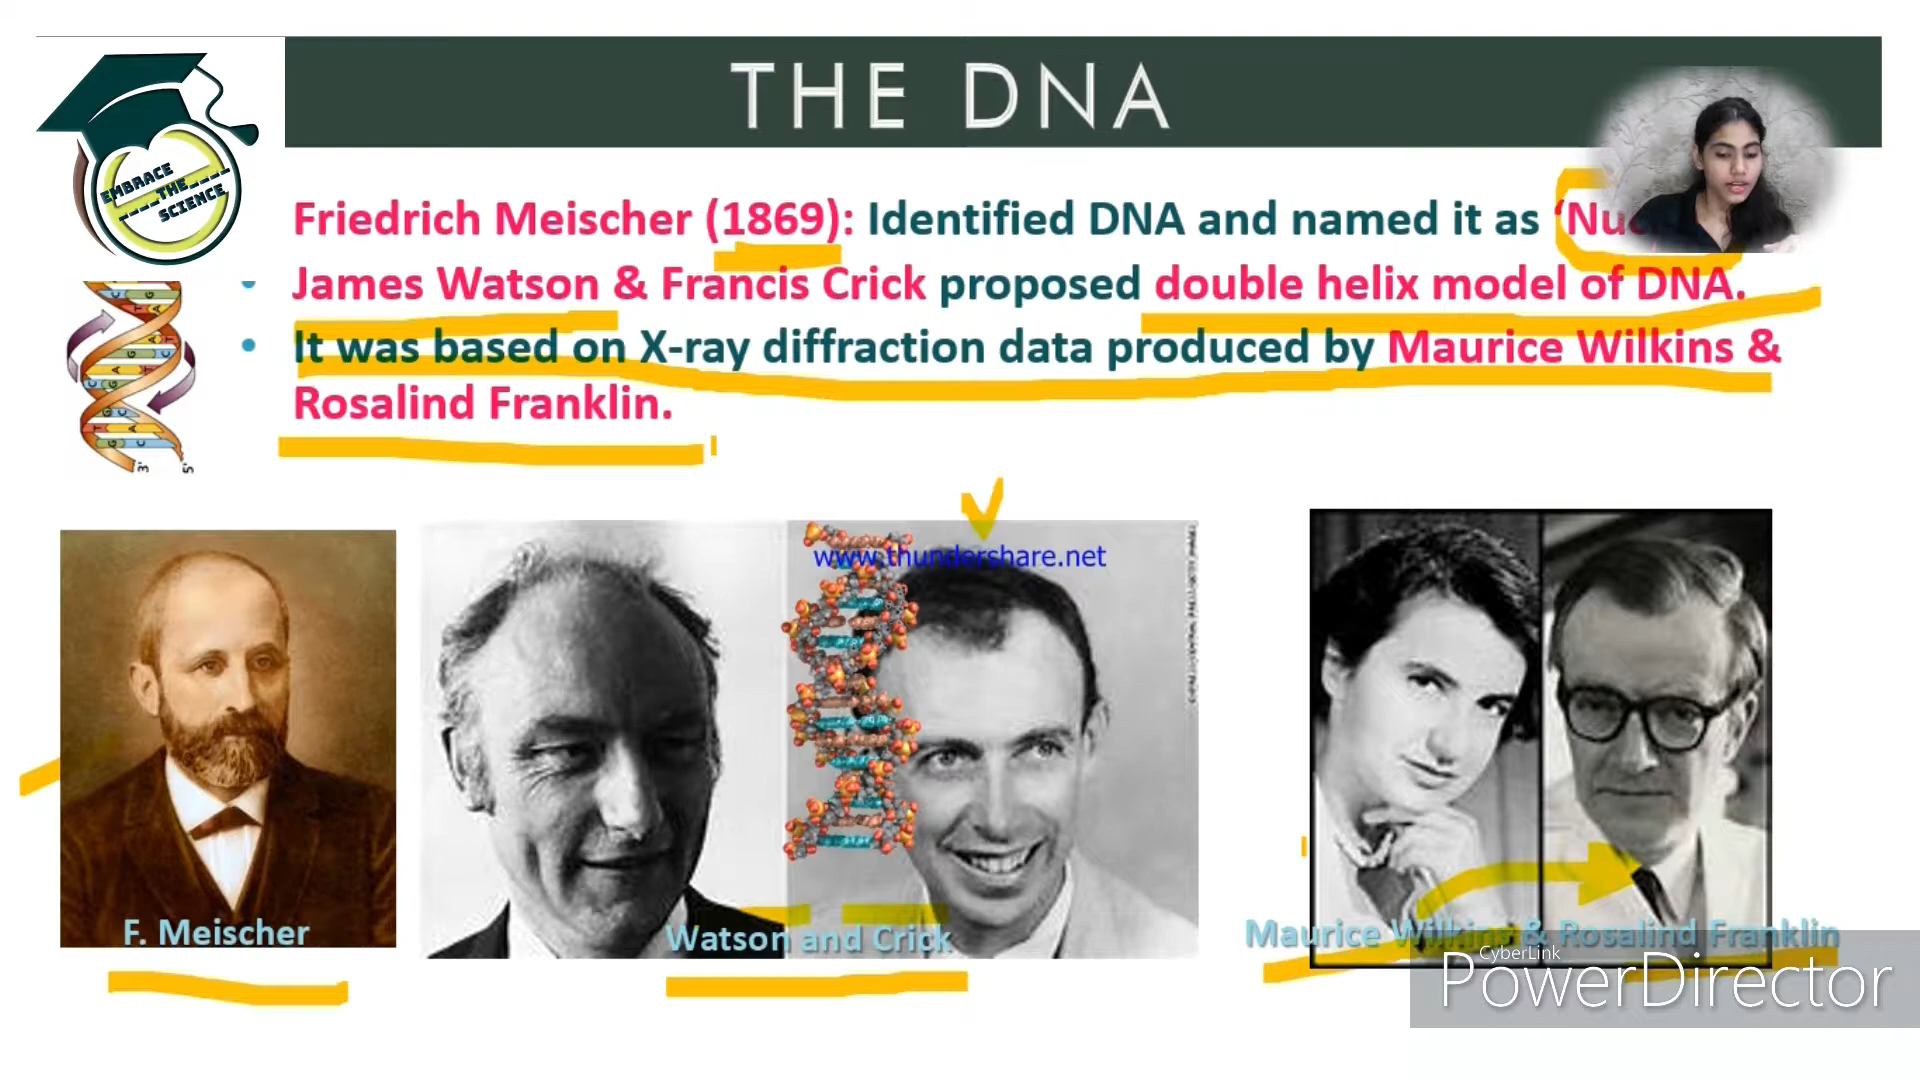 THE DNA
EMBRACE
THE
SCIENCE
Friedrich Meischer (1869): Identified DNA and named it as
James Watson & Francis Crick proposed double helix model of DNA.
It was based on X-ray diffraction data produced by Maurice Wilkins &
Rosalind Franklin.
3' 5'
www.thundershare.net
F. Meischer
Watson and Crick
Maurice Wilkins & Rosalind Franklin
CyberLink
PowerDirector